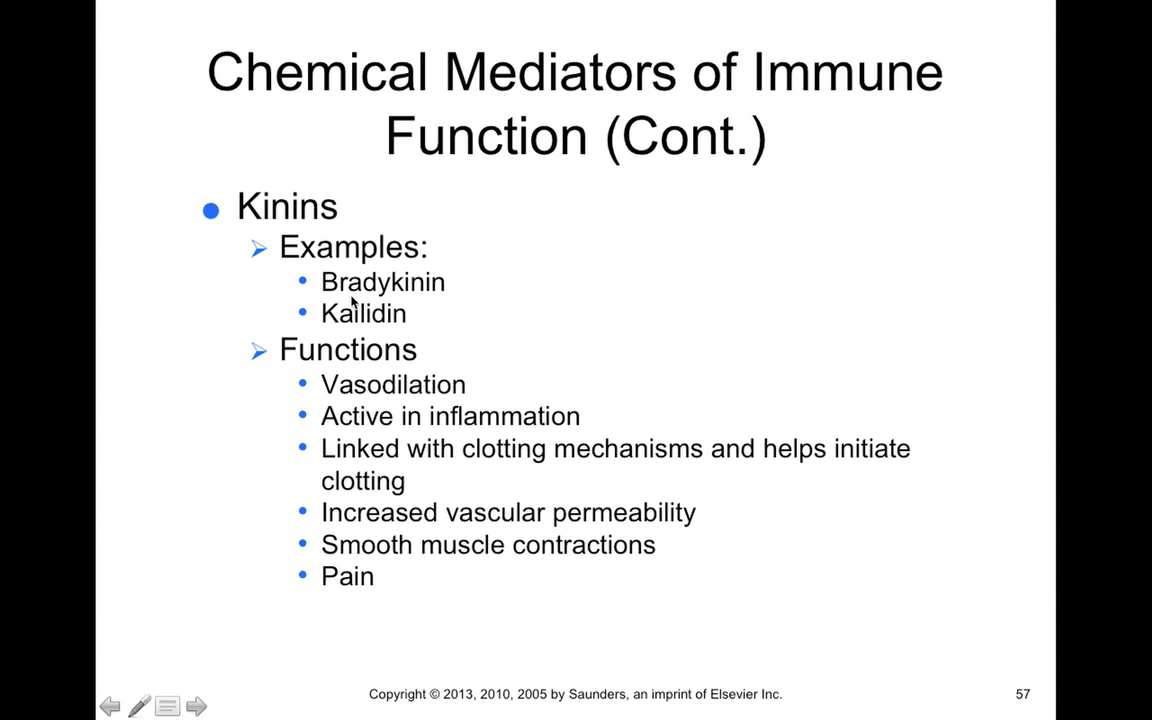 Chemical Mediators of Immune
Function (Cont.)
Kinins
Examples:
Bradykinin
Kallidin
Functions
Vasodilation
Active in inflammation
Linked with clotting mechanisms and helps initiate
clotting
Increased vascular permeability
Smooth muscle contractions
Pain
Copyright © 2013, 2010, 2005 by Saunders, an imprint of Elsevier Inc.
57